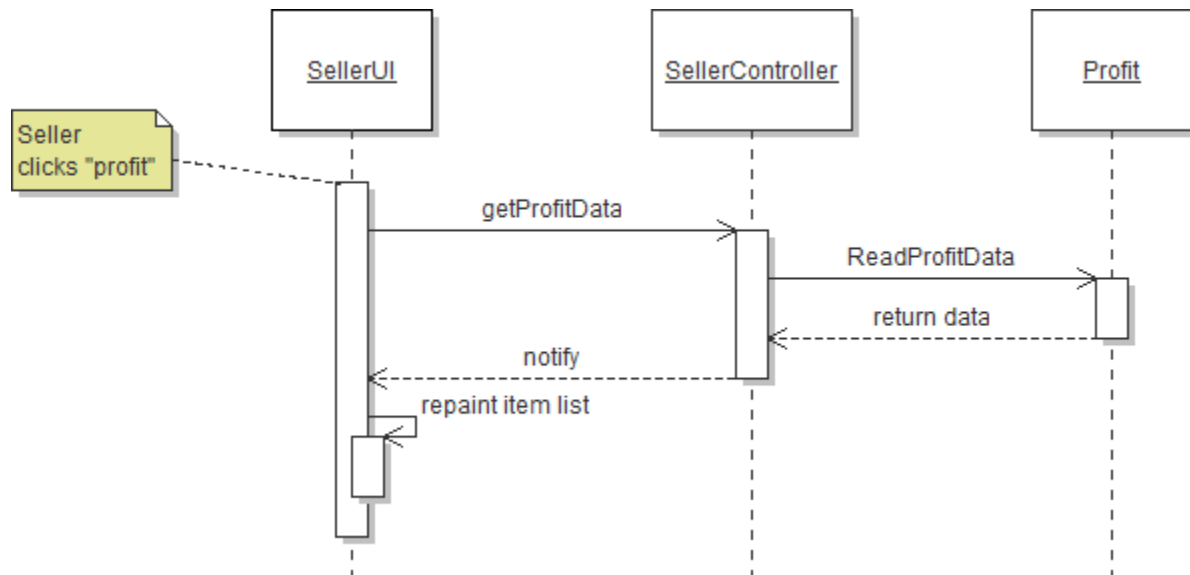 SellerUI
SellerController
Profit
Seller
clicks "profit"
getProfitData
ReadProfitData
return data
notify
repaint item list